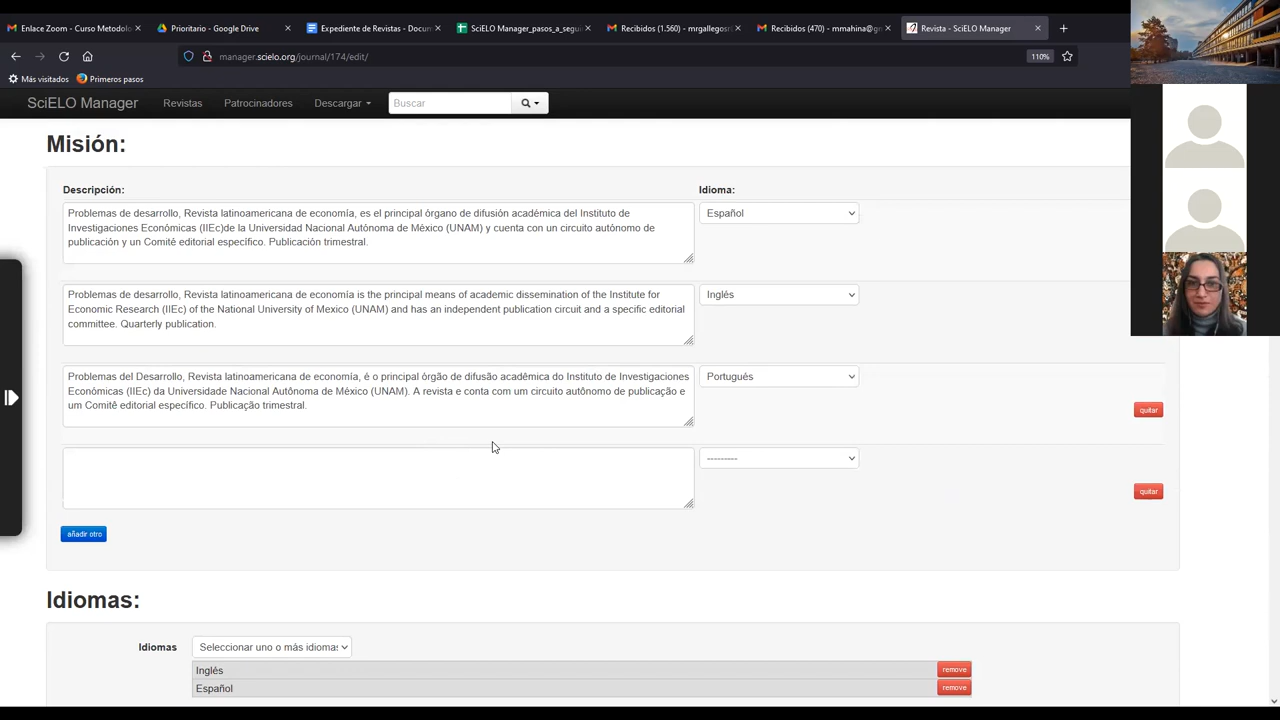 Enlace Zoom - Curso Metodolo
Prioritario - Google Drive
Expediente de Revistas - Docum
SciELO Manager_pasos_a_segui
Recibidos (1.560) - mrgallegosri
Recibidos (470) - mmahina@gm
Revista - SciELO Manager
manager.scielo.org/journal/174/edit/
110%
Más visitados
Primeros pasos
SciELO Manager
Revistas
Patrocinadores
Descargar
Buscar
Misión:
Descripción:
Idioma:
Problemas de desarrollo, Revista latinoamericana de economía, es el principal órgano de difusión académica del Instituto de
Investigaciones Económicas (IIEc)de la Universidad Nacional Autónoma de México (UNAM) y cuenta con un circuito autónomo de
publicación y un Comité editorial específico. Publicación trimestral.
Español
Problemas de desarrollo, Revista latinoamericana de economía is the principal means of academic dissemination of the Institute for
Economic Research (IIEc) of the National University of Mexico (UNAM) and has an independent publication circuit and a specific editorial
committee. Quarterly publication.
Inglés
Problemas del Desarrollo, Revista latinoamericana de economía, é o principal órgão de difusão acadêmica do Instituto de Investigaciones
Económicas (IIEc) da Universidade Nacional Autônoma de México (UNAM). A revista e conta com um circuito autônomo de publicação e
um Comitê editorial específico. Publicação trimestral.
Portugués
quitar
---------
quitar
añadir otro
Idiomas:
Idiomas
Seleccionar uno o más idiomas
Inglés
remove
Español
remove